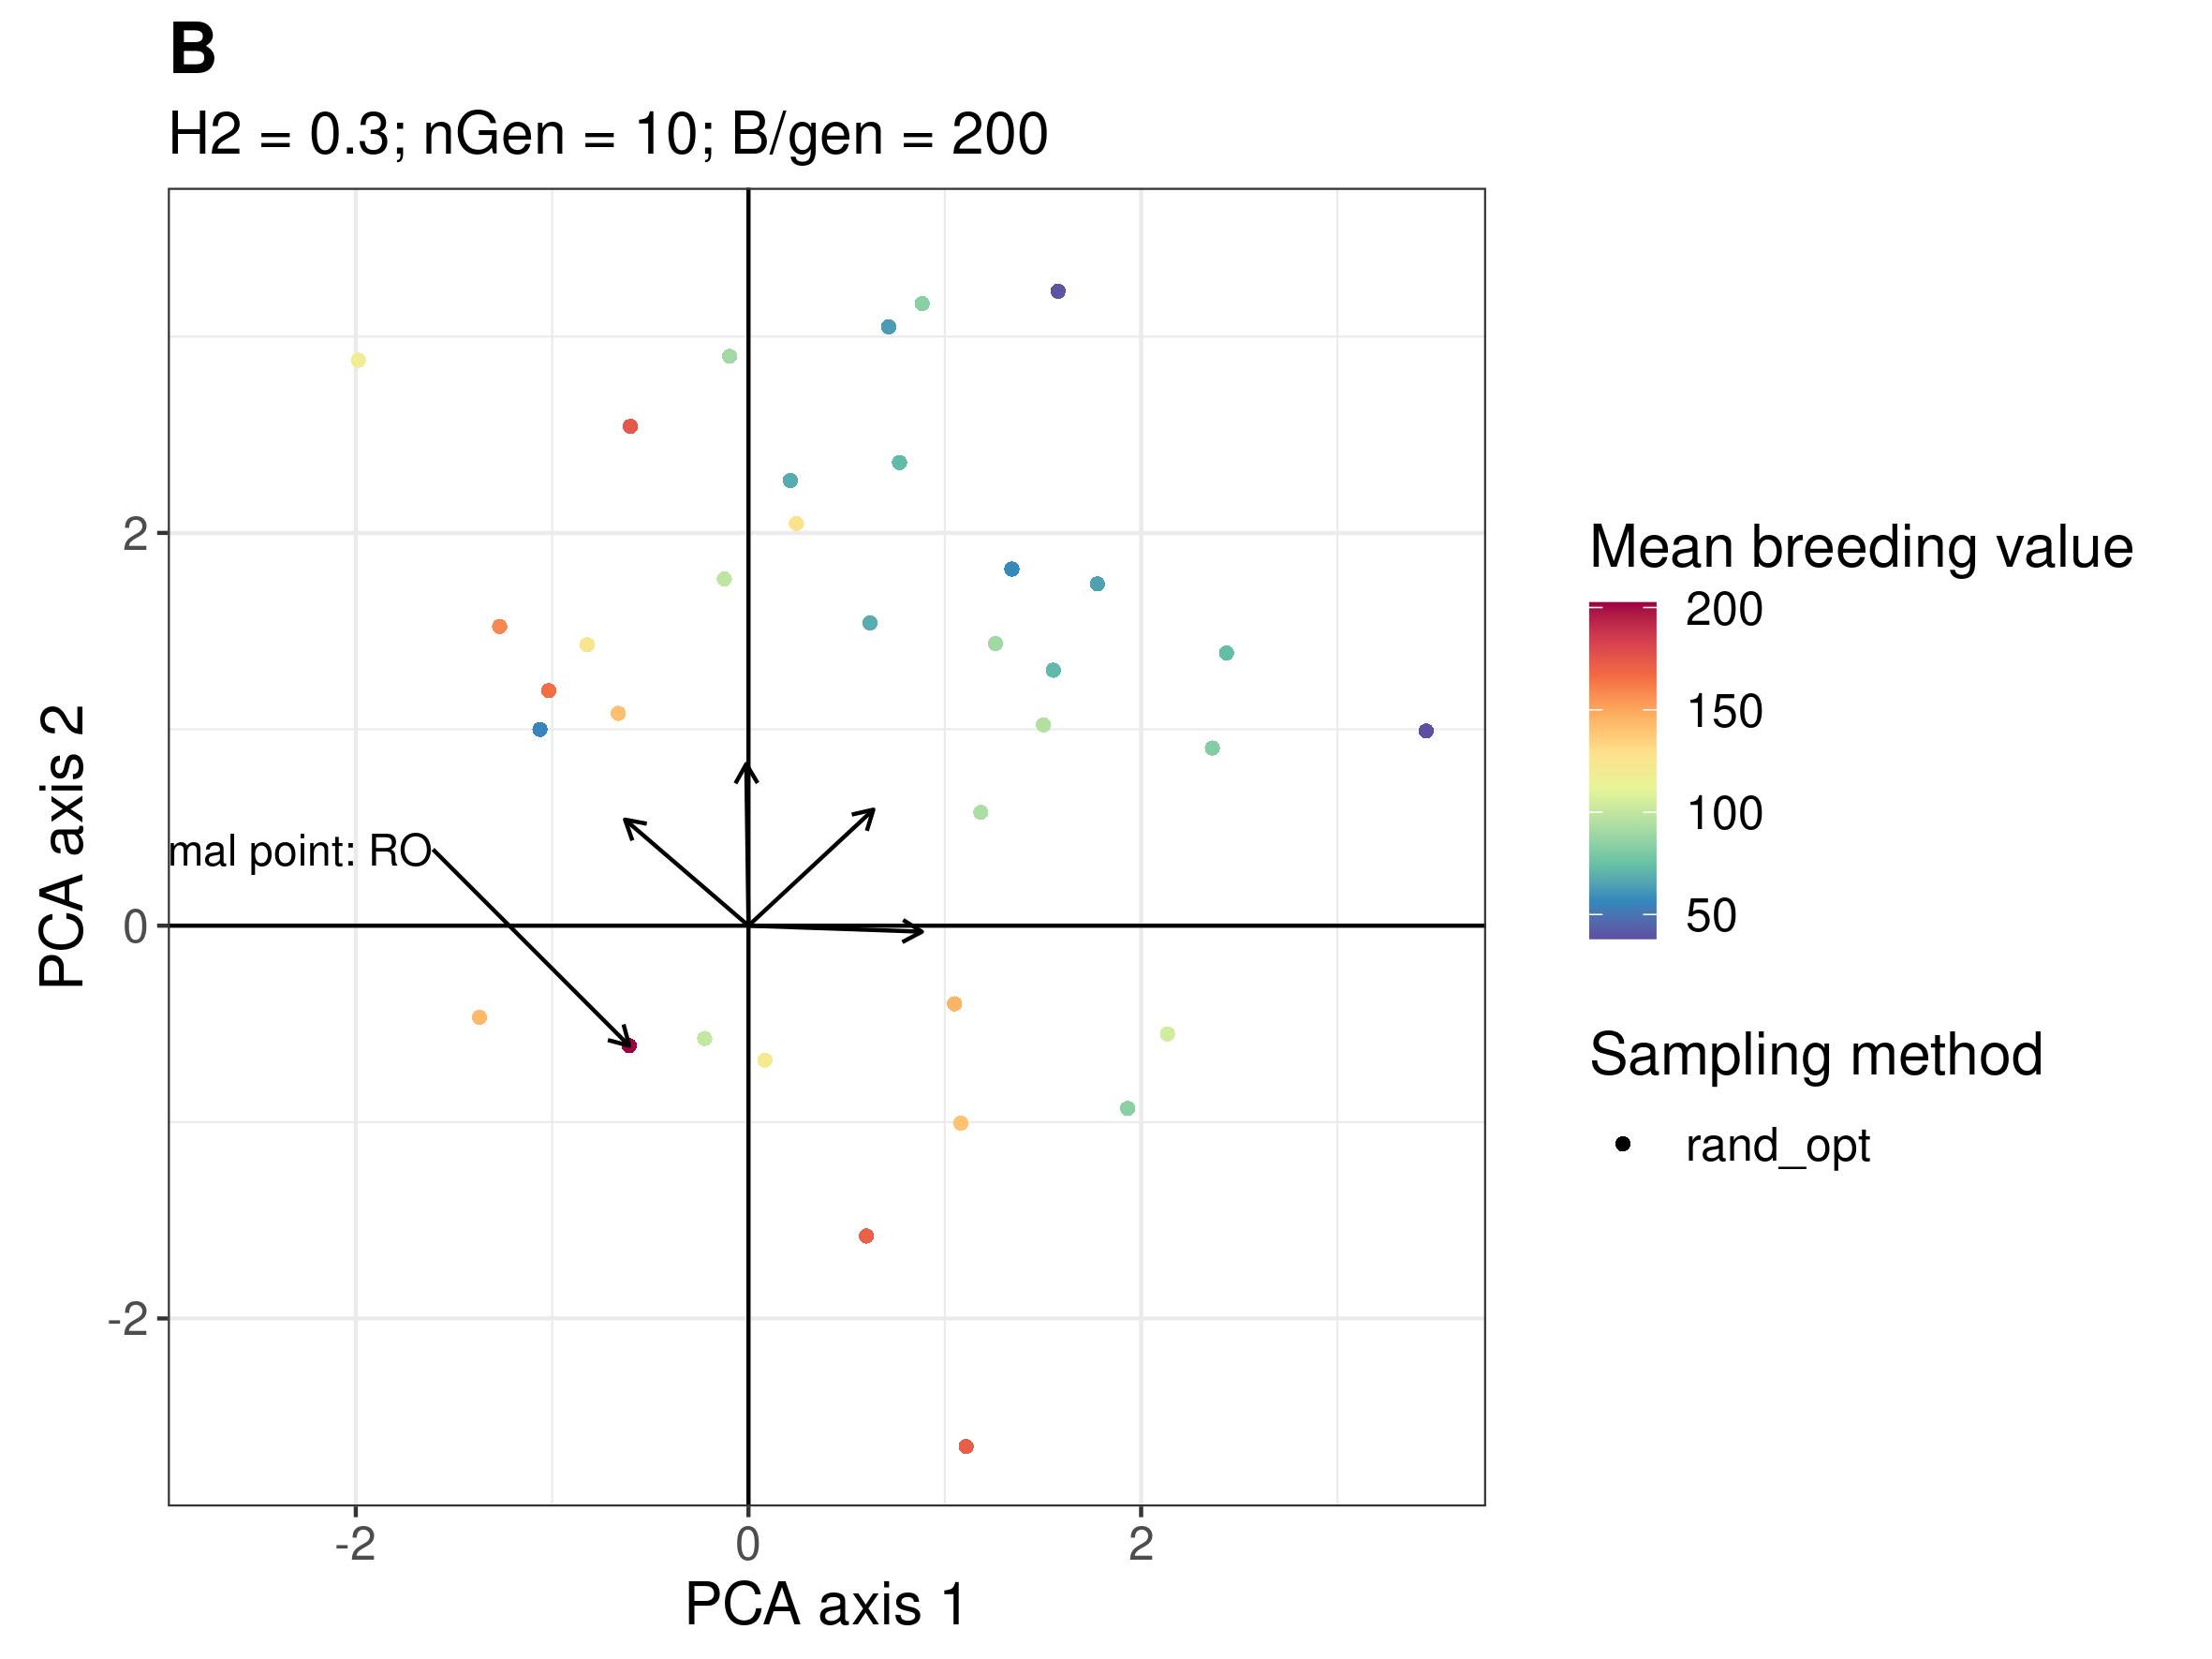 B
H2 = 0.3; nGen = 10; B/gen = 200
PCA axis 2
2
0
-2
mal point: RO
-2
0
2
PCA axis 1
Mean breeding value
200
150
100
50
Sampling method
rand_opt